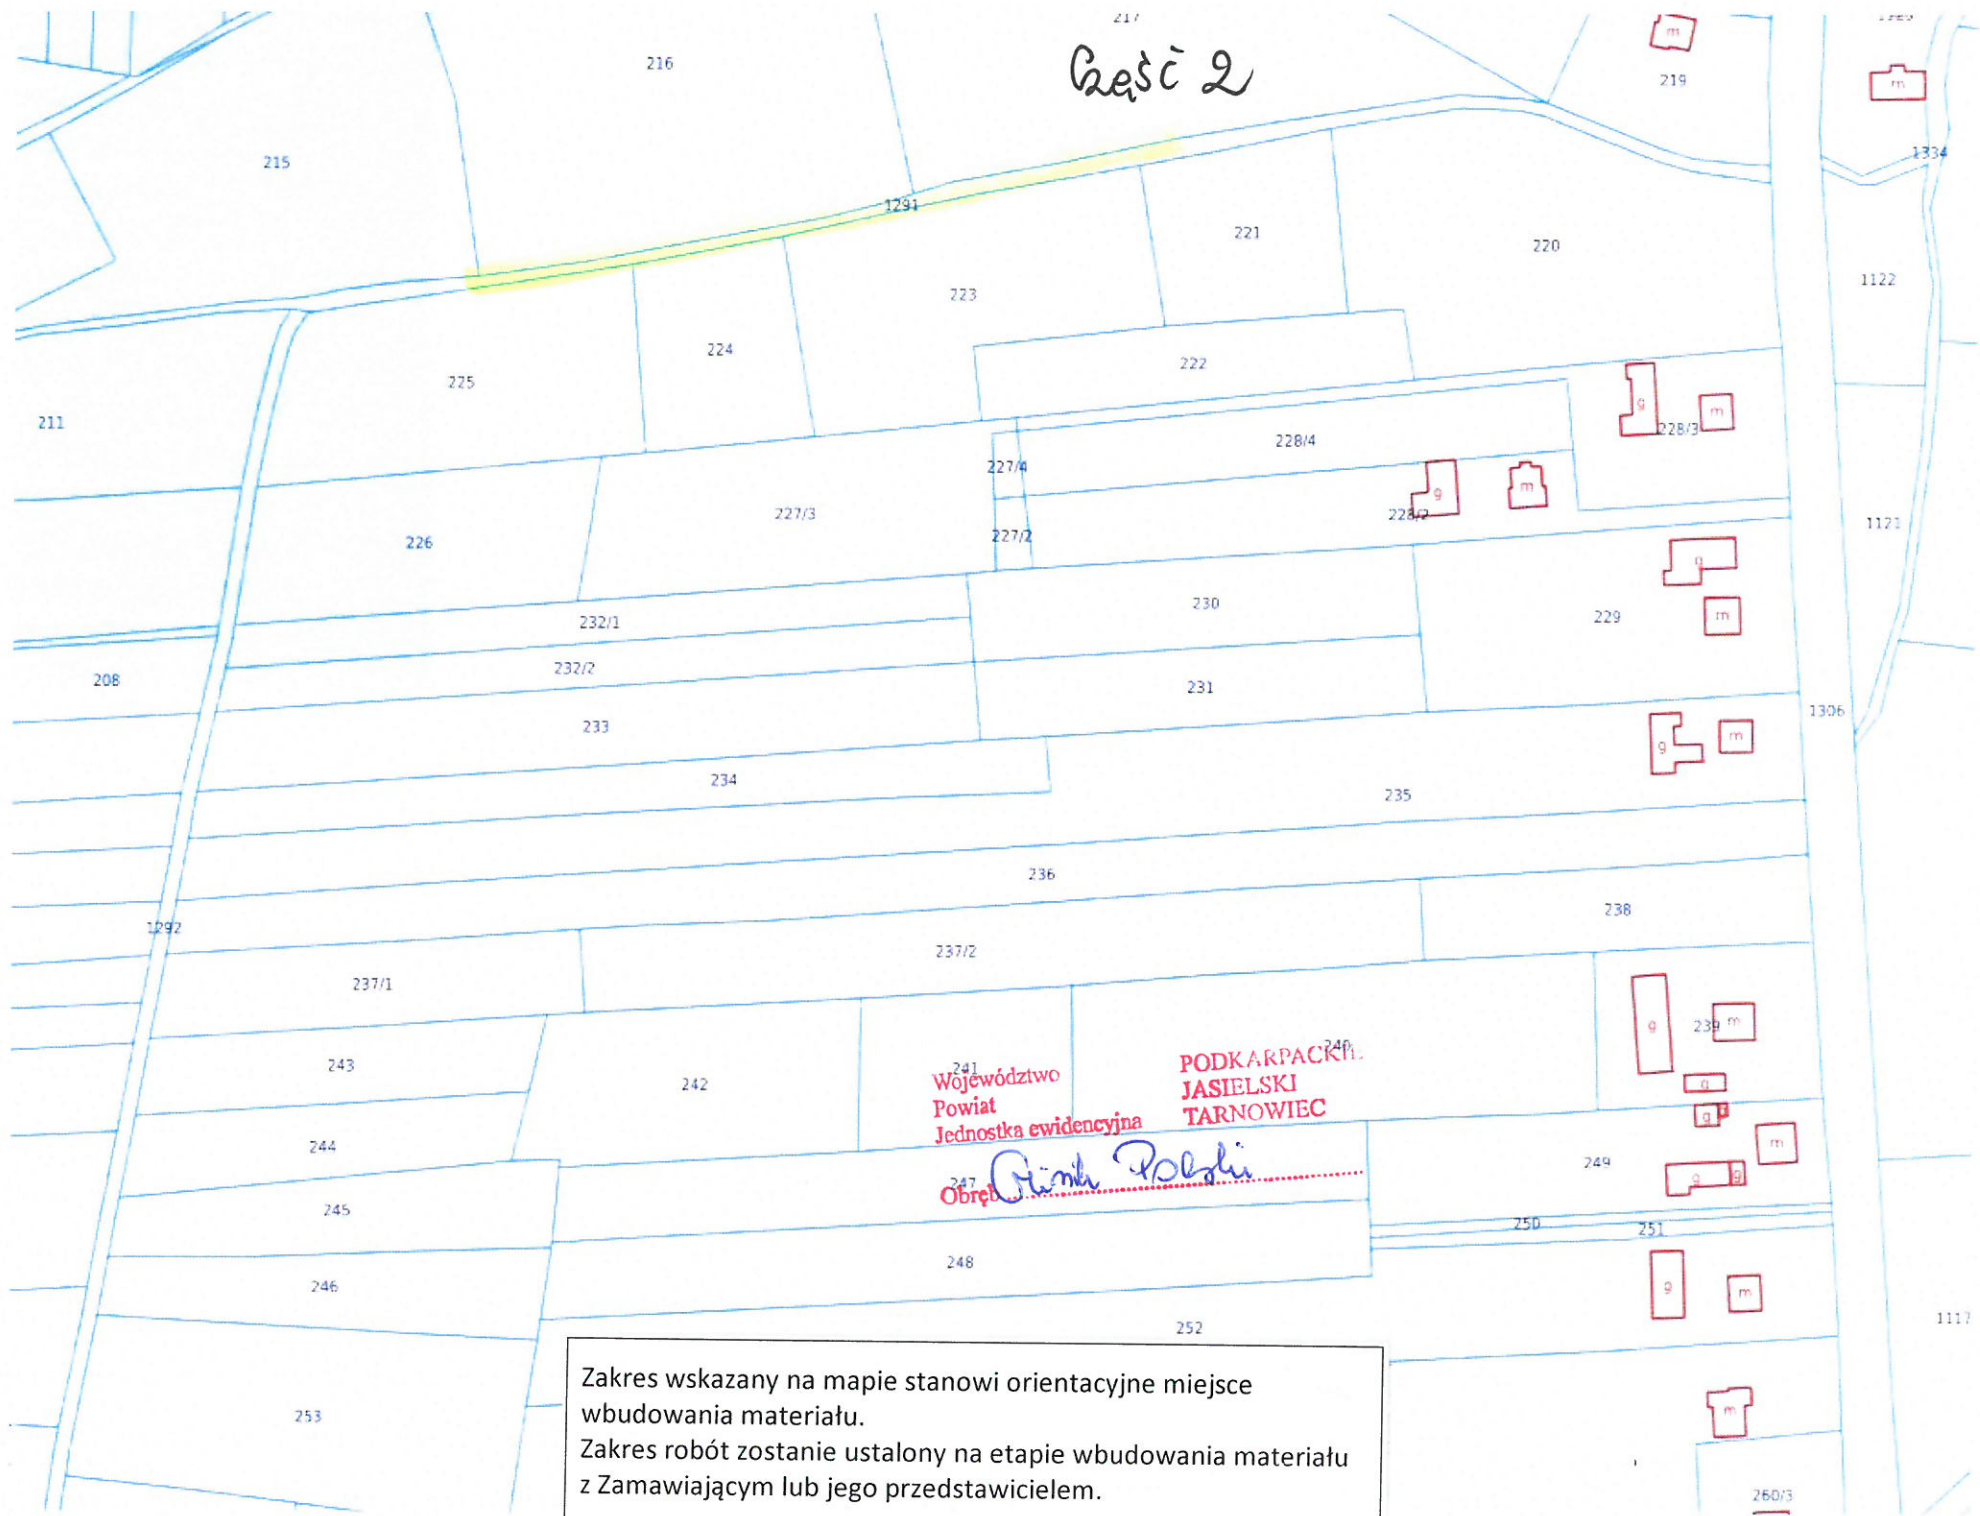 217
1323
Część 2
216
m
219
m
215
1334
1291
221
220
223
1122
224
222
225
211
g
m
228/3
228/4
227/4
g
m
227/3
228/2
1121
226
227/2
g
230
m
229
232/1
232/2
208
231
233
1306
g
m
234
235
236
238
1292
237/2
237/1
g
239
m
240
243
241
242
Województwo PODKARPACKIE
Powiat JASIELSKI
Jednostka ewidencyjna TARNOWIEC
g
g
m
244
249
247
Obręb Glinik Polski
g
g
245
250
251
248
246
g
m
252
1117
Zakres wskazany na mapie stanowi orientacyjne miejsce
wbudowania materiału.
Zakres robót zostanie ustalony na etapie wbudowania materiału
z Zamawiającym lub jego przedstawicielem.
253
m
260/3